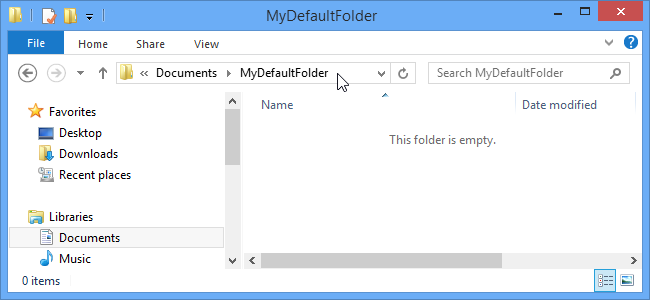 MyDefaultFolder
File Home Share View
« Documents MyDefaultFolder Search MyDefaultFolder
Name Date modified
Favorites
This folder is empty.
Desktop
Downloads
Recent places
Libraries
Documents
Music
0 items